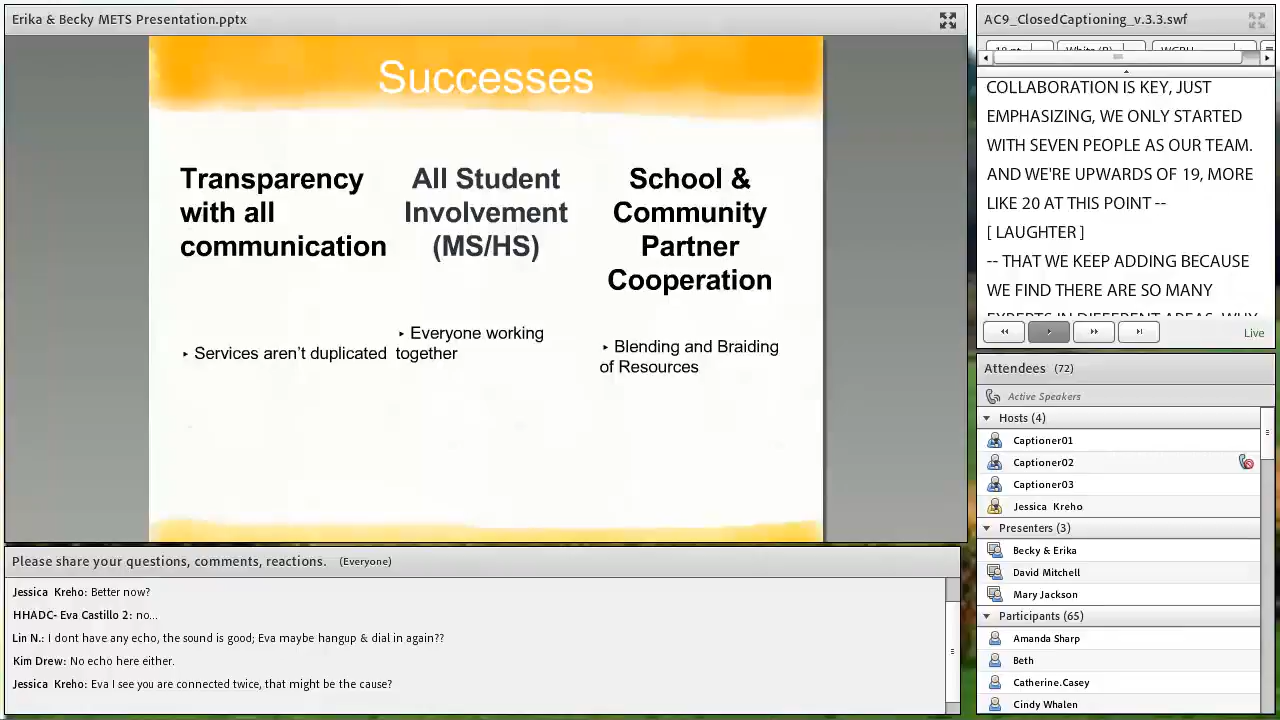 Erika & Becky METS Presentation.pptx
Successes
Transparency
with all
communication
‣ Services aren't duplicated
All Student
Involvement
(MS/HS)
‣ Everyone working
together
School &
Community
Partner
Cooperation
‣ Blending and Braiding
of Resources
Please share your questions, comments, reactions. (Everyone)
Jessica Kreho: Better now?
HHADC- Eva Castillo 2: no...
Lin N.: I dont have any echo, the sound is good; Eva maybe hangup & dial in again??
Kim Drew: No echo here either.
Jessica Kreho: Eva I see you are connected twice, that might be the cause?
AC9_ClosedCaptioning_v.3.3.swf
COLLABORATION IS KEY, JUST
EMPHASIZING, WE ONLY STARTED
WITH SEVEN PEOPLE AS OUR TEAM.
AND WE'RE UPWARDS OF 19, MORE
LIKE 20 AT THIS POINT --
[ LAUGHTER ]
-- THAT WE KEEP ADDING BECAUSE
WE FIND THERE ARE SO MANY
EXPERTS IN DIFFERENT AREAS, WHY
Live
Attendees (72)
Active Speakers
Hosts (4)
Captioner01
Captioner02
Captioner03
Jessica Kreho
Presenters (3)
Becky & Erika
David Mitchell
Mary Jackson
Participants (65)
Amanda Sharp
Beth
Catherine.Casey
Cindy Whalen